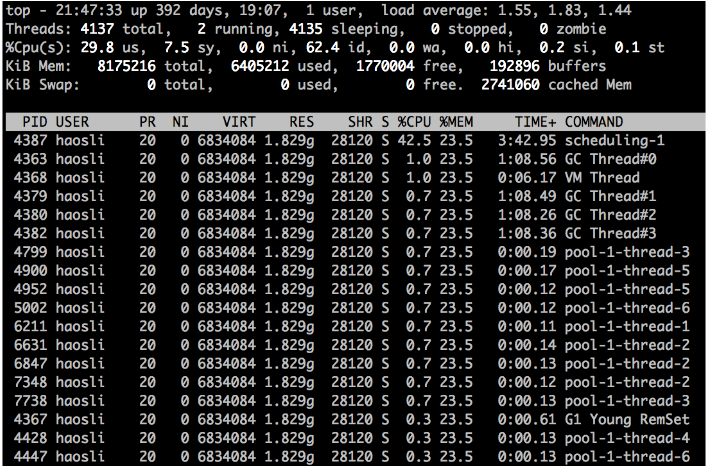 top - 21:47:33 up 392 days, 19:07,  1 user,  load average: 1.55, 1.83, 1.44
Threads: 4137 total,   2 running, 4135 sleeping,   0 stopped,   0 zombie
%Cpu(s): 29.8 us,  7.5 sy,  0.0 ni, 62.4 id,  0.0 wa,  0.0 hi,  0.2 si,  0.1 st
KiB Mem:   8175216 total,  6405212 used,  1770004 free,   192896 buffers
KiB Swap:        0 total,        0 used,        0 free.  2741060 cached Mem
PID USER      PR  NI    VIRT    RES    SHR S %CPU %MEM     TIME+ COMMAND
4387 haosli    20   0 6834084 1.829g  28120 S 42.5 23.5   3:42.95 scheduling-1
4363 haosli    20   0 6834084 1.829g  28120 S  1.0 23.5   1:08.56 GC Thread#0
4368 haosli    20   0 6834084 1.829g  28120 S  1.0 23.5   0:06.17 VM Thread
4379 haosli    20   0 6834084 1.829g  28120 S  0.7 23.5   1:08.49 GC Thread#1
4380 haosli    20   0 6834084 1.829g  28120 S  0.7 23.5   1:08.26 GC Thread#2
4382 haosli    20   0 6834084 1.829g  28120 S  0.7 23.5   1:08.36 GC Thread#3
4799 haosli    20   0 6834084 1.829g  28120 S  0.7 23.5   0:00.19 pool-1-thread-3
4900 haosli    20   0 6834084 1.829g  28120 S  0.7 23.5   0:00.17 pool-1-thread-5
4952 haosli    20   0 6834084 1.829g  28120 S  0.7 23.5   0:00.12 pool-1-thread-5
5002 haosli    20   0 6834084 1.829g  28120 S  0.7 23.5   0:00.12 pool-1-thread-6
6211 haosli    20   0 6834084 1.829g  28120 S  0.7 23.5   0:00.11 pool-1-thread-1
6631 haosli    20   0 6834084 1.829g  28120 S  0.7 23.5   0:00.14 pool-1-thread-2
6847 haosli    20   0 6834084 1.829g  28120 S  0.7 23.5   0:00.13 pool-1-thread-2
7348 haosli    20   0 6834084 1.829g  28120 S  0.7 23.5   0:00.12 pool-1-thread-2
7738 haosli    20   0 6834084 1.829g  28120 S  0.7 23.5   0:00.13 pool-1-thread-3
4367 haosli    20   0 6834084 1.829g  28120 S  0.3 23.5   0:00.61 G1 Young RemSet
4428 haosli    20   0 6834084 1.829g  28120 S  0.3 23.5   0:00.13 pool-1-thread-4
4447 haosli    20   0 6834084 1.829g  28120 S  0.3 23.5   0:00.13 pool-1-thread-6